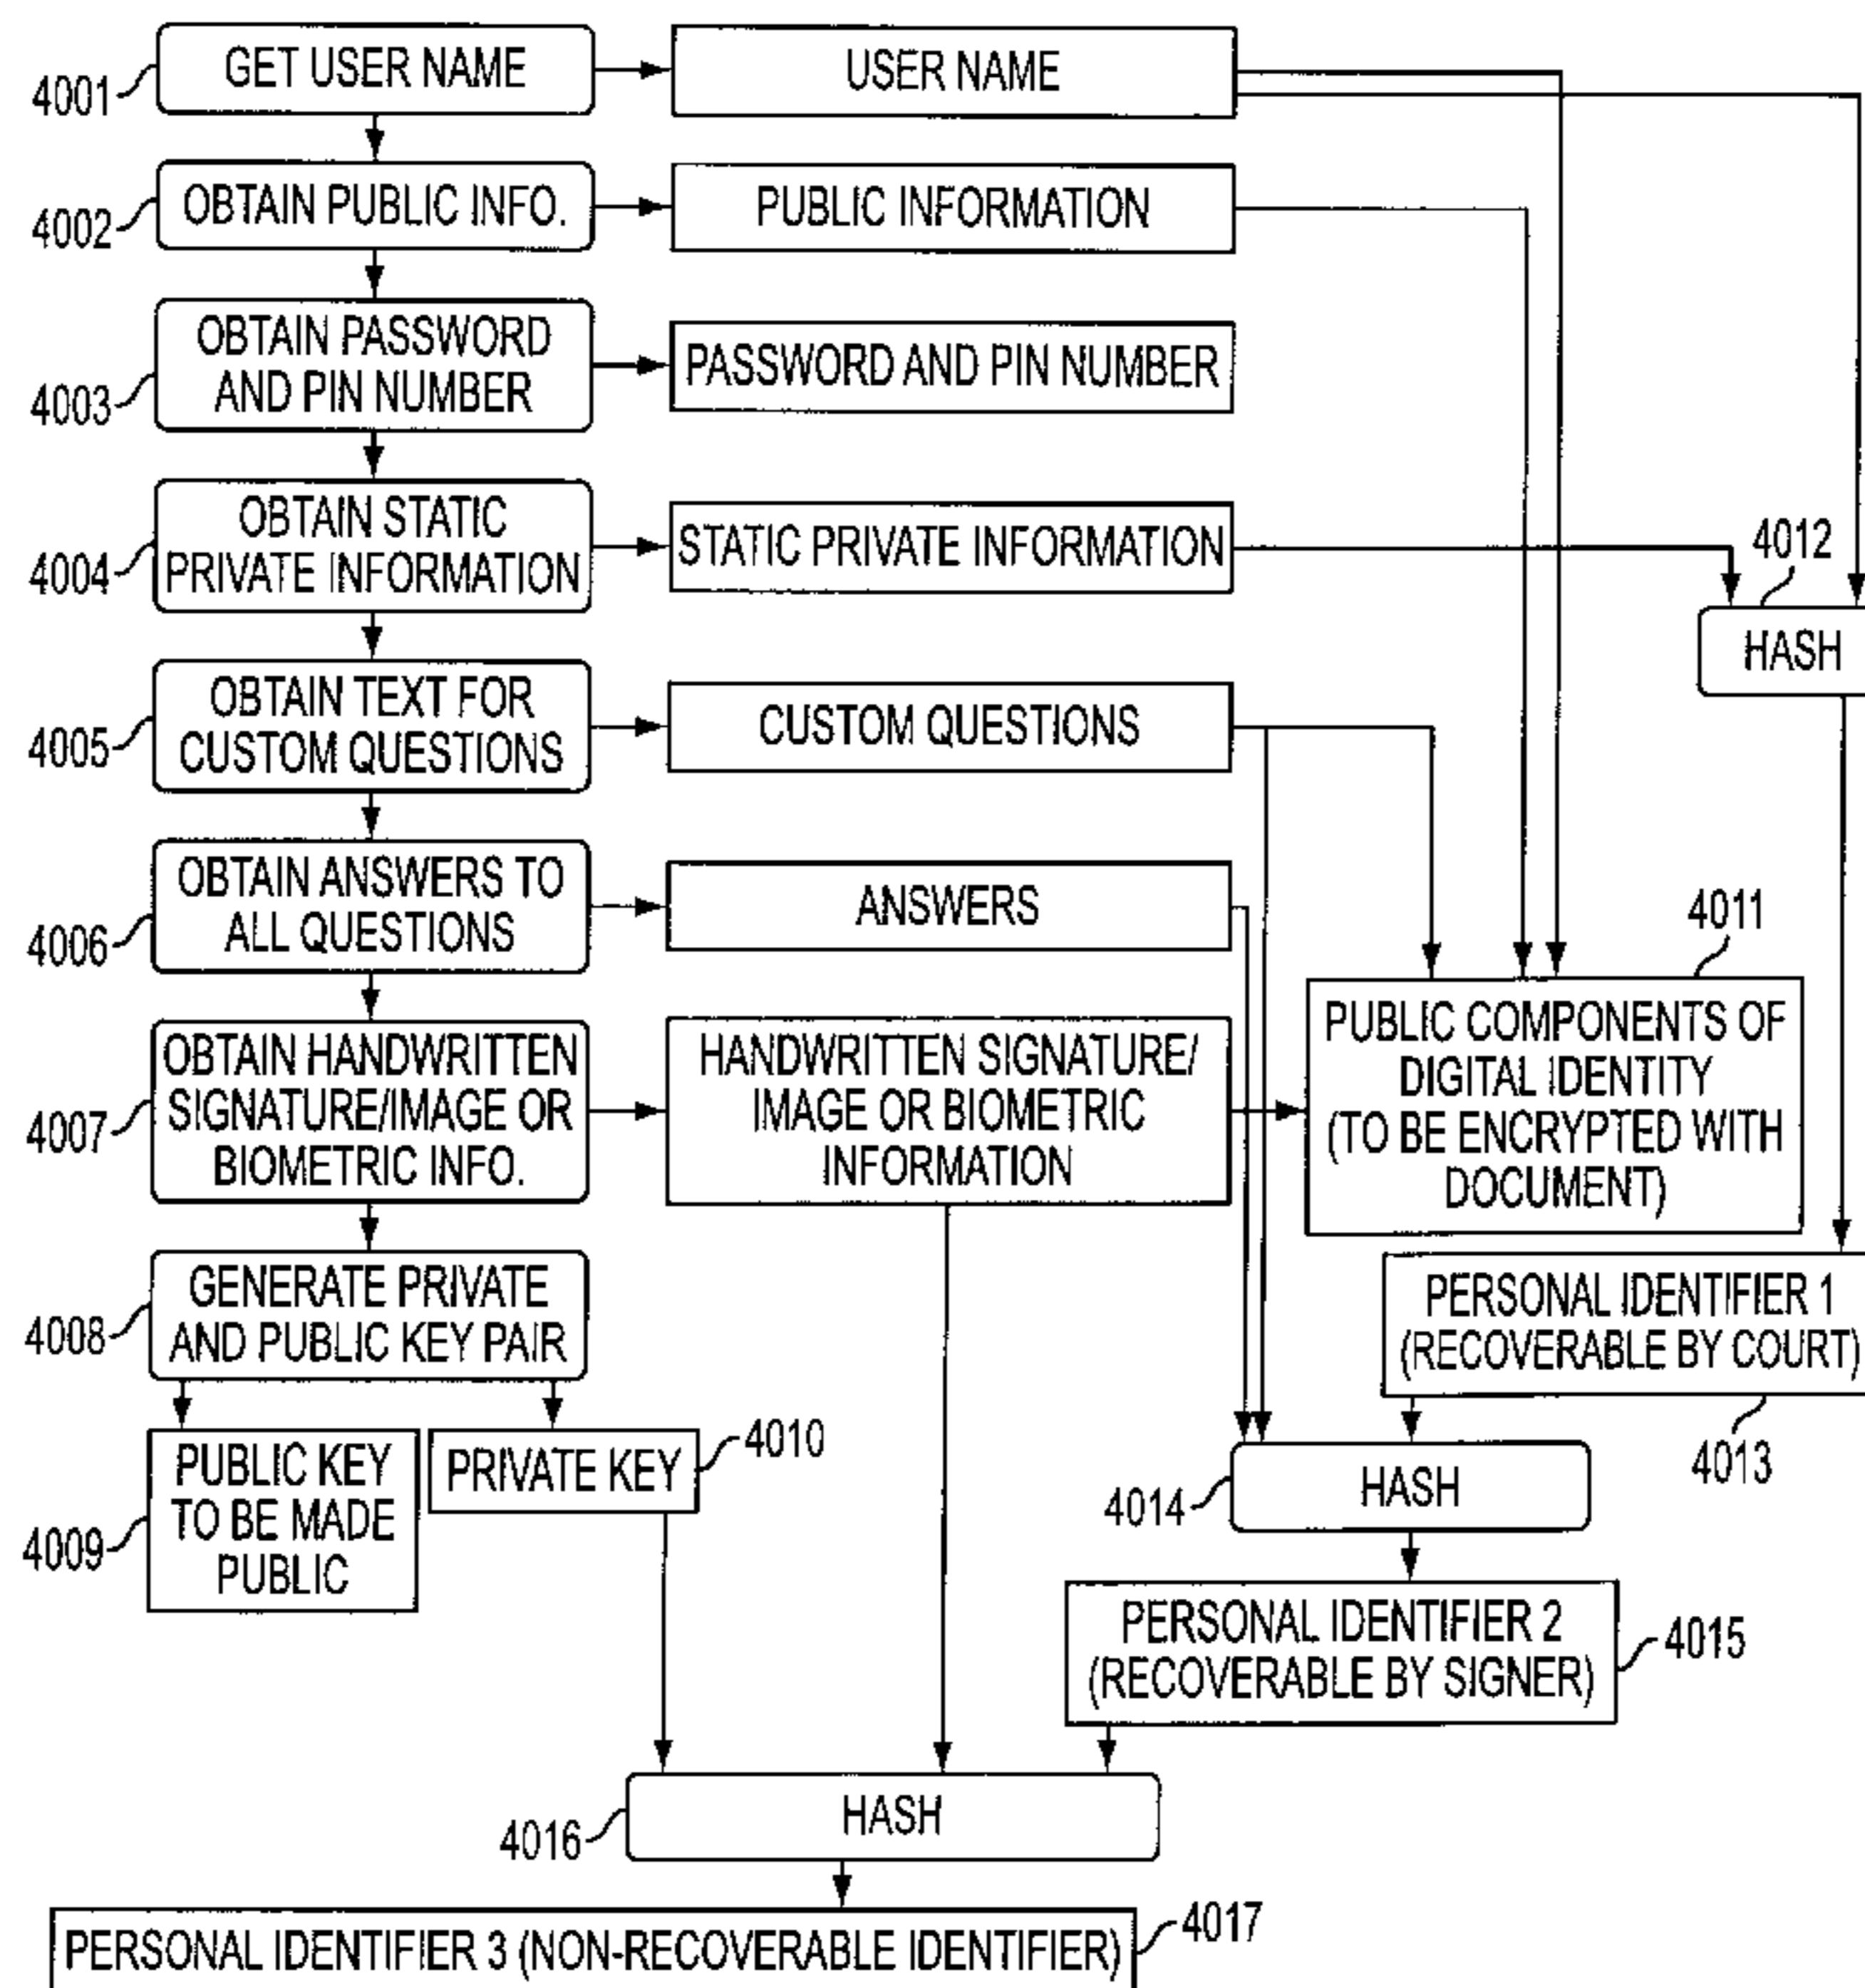 4001
GET USER NAME
USER NAME
4002
OBTAIN PUBLIC INFO.
PUBLIC INFORMATION
4003
OBTAIN PASSWORD
AND PIN NUMBER
PASSWORD AND PIN NUMBER
4004
OBTAIN STATIC
PRIVATE INFORMATION
STATIC PRIVATE INFORMATION
4012
HASH
4005
OBTAIN TEXT FOR
CUSTOM QUESTIONS
CUSTOM QUESTIONS
4006
OBTAIN ANSWERS TO
ALL QUESTIONS
ANSWERS
4011
PUBLIC COMPONENTS OF
DIGITAL IDENTITY
(TO BE ENCRYPTED WITH
DOCUMENT)
4007
OBTAIN HANDWRITTEN
SIGNATURE/IMAGE OR
BIOMETRIC INFO.
HANDWRITTEN SIGNATURE/
IMAGE OR BIOMETRIC
INFORMATION
4008
GENERATE PRIVATE
AND PUBLIC KEY PAIR
PERSONAL IDENTIFIER 1
(RECOVERABLE BY COURT)
4013
4009
PUBLIC KEY
TO BE MADE
PUBLIC
PRIVATE KEY
4010
4014
HASH
PERSONAL IDENTIFIER 2
(RECOVERABLE BY SIGNER)
4015
4016
HASH
4017
PERSONAL IDENTIFIER 3 (NON-RECOVERABLE IDENTIFIER)